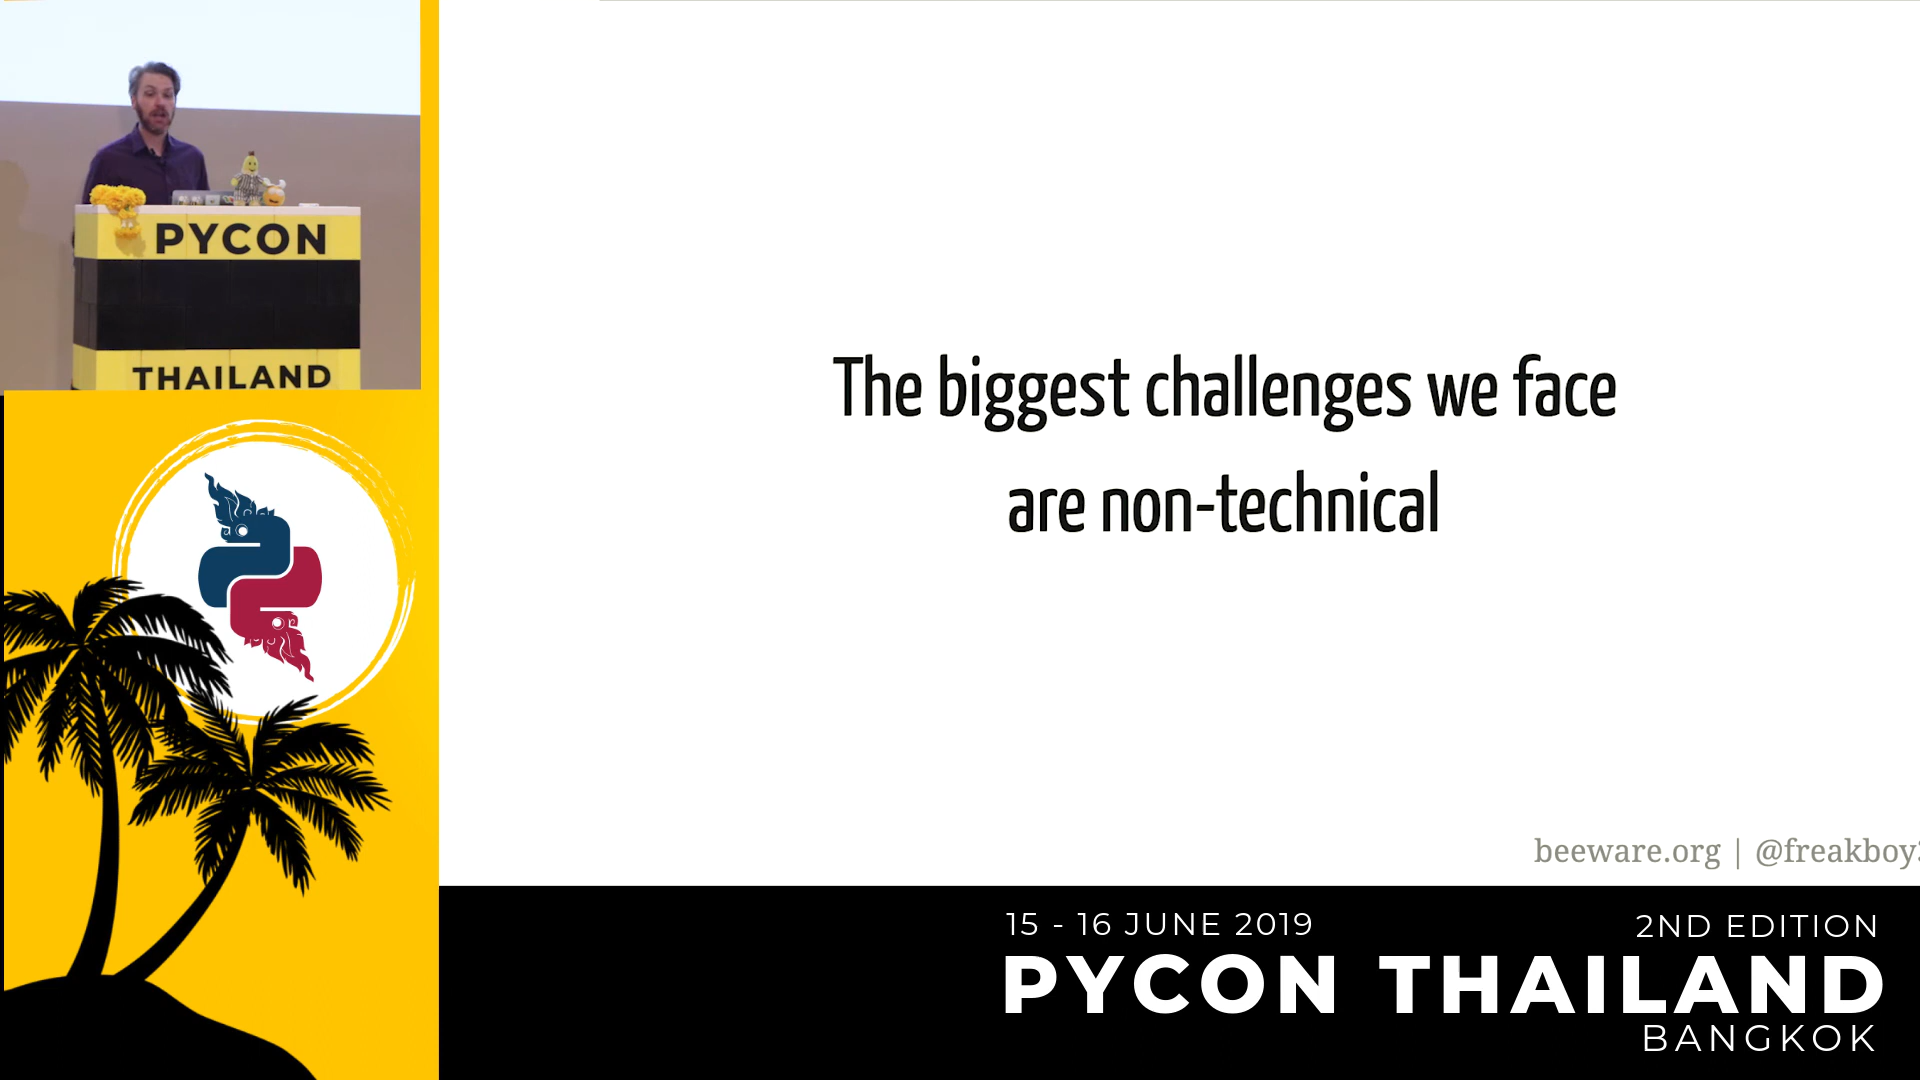 PYCON
THAILAND
The biggest challenges we face
are non-technical
beeware.org | @freakboy
15 - 16 JUNE 2019
2ND EDITION
PYCON THAILAND
BANGKOK